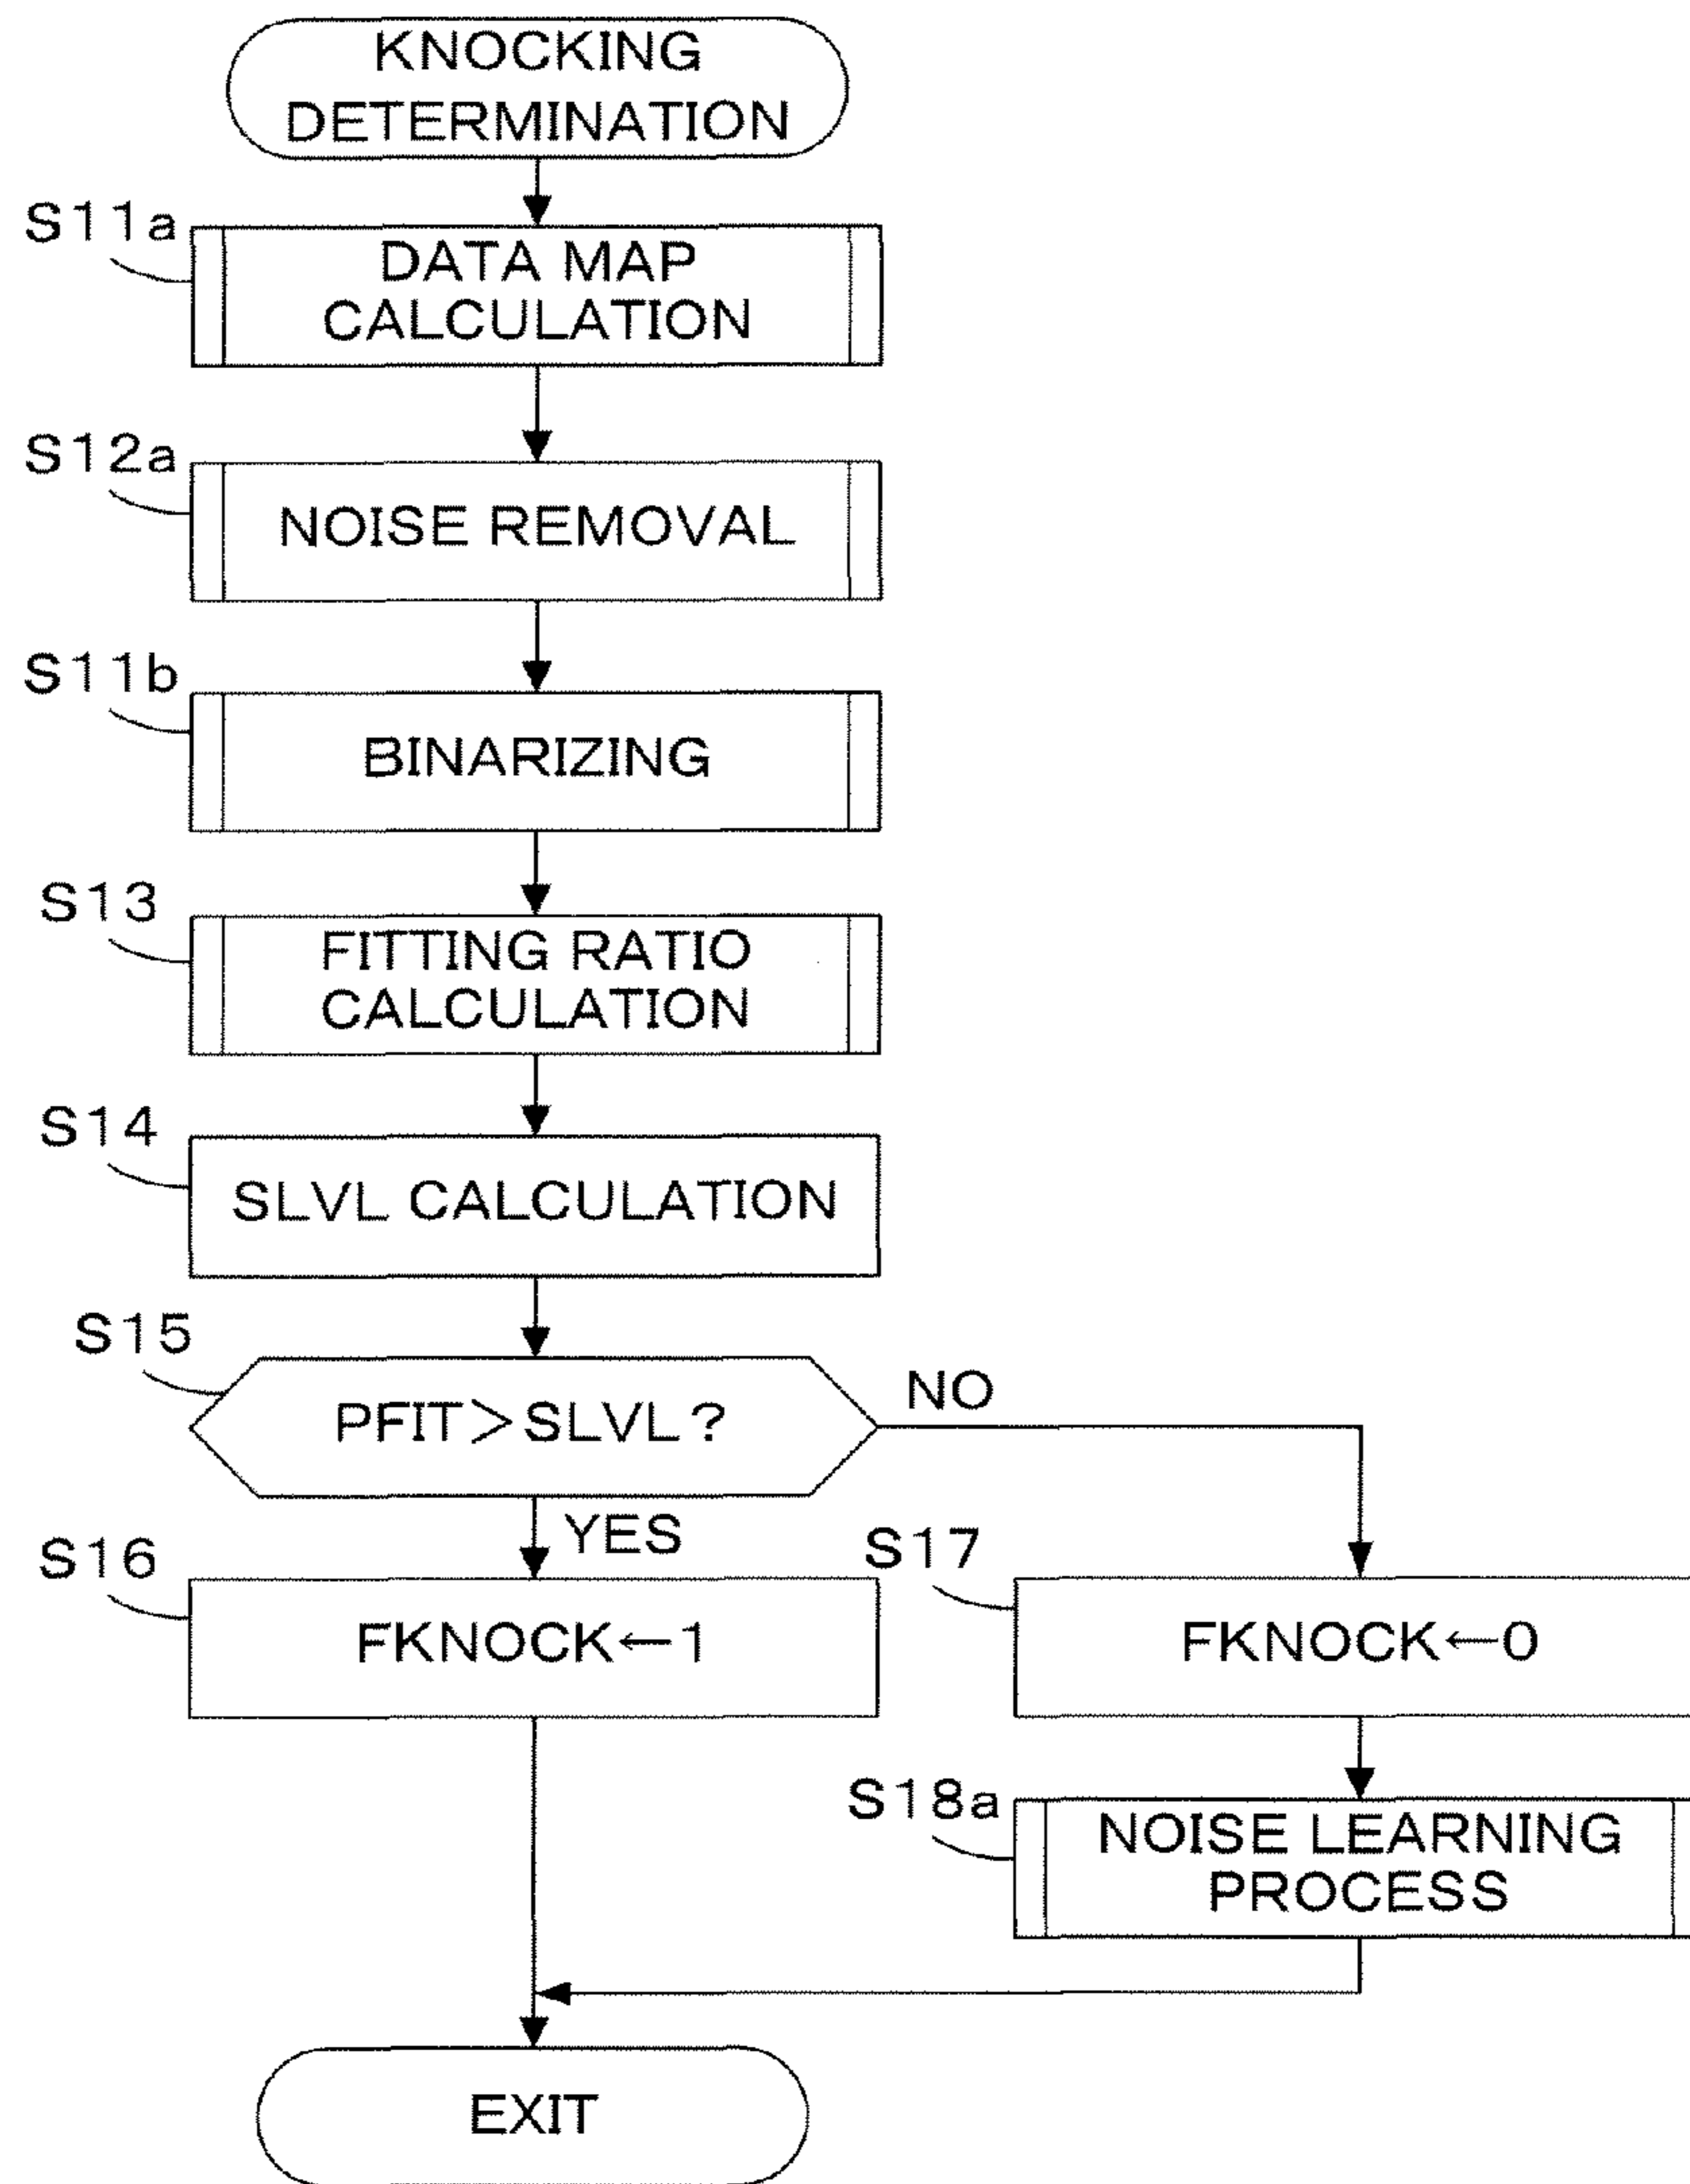 KNOCKING
DETERMINATION
S11a
DATA MAP
CALCULATION
S12a
NOISE REMOVAL
S11b
BINARIZING
S13
FITTING RATIO
CALCULATION
S14
SLVL CALCULATION
S15
PFIT>SLVL?
NO
YES
S16
FKNOCK←1
S17
FKNOCK←0
S18a
NOISE LEARNING
PROCESS
EXIT